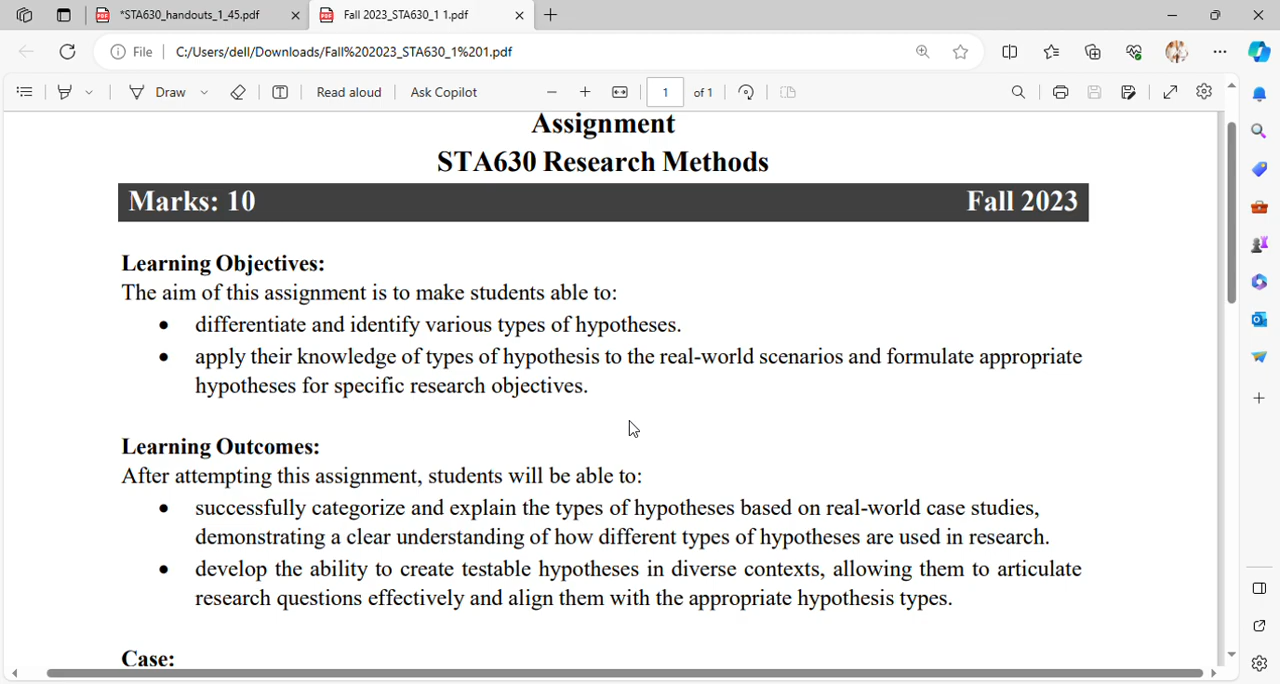 *STA630_handouts_1_45.pdf
Fall 2023_STA630_1 1.pdf
File
C:/Users/dell/Downloads/Fall%202023_STA630_1%201.pdf
Draw
Read aloud
Ask Copilot
1
of 1
Assignment
STA630 Research Methods
Marks: 10 Fall 2023
Learning Objectives:
The aim of this assignment is to make students able to:
• differentiate and identify various types of hypotheses.
• apply their knowledge of types of hypothesis to the real-world scenarios and formulate appropriate
hypotheses for specific research objectives.
Learning Outcomes:
After attempting this assignment, students will be able to:
• successfully categorize and explain the types of hypotheses based on real-world case studies,
demonstrating a clear understanding of how different types of hypotheses are used in research.
• develop the ability to create testable hypotheses in diverse contexts, allowing them to articulate
research questions effectively and align them with the appropriate hypothesis types.
Case: